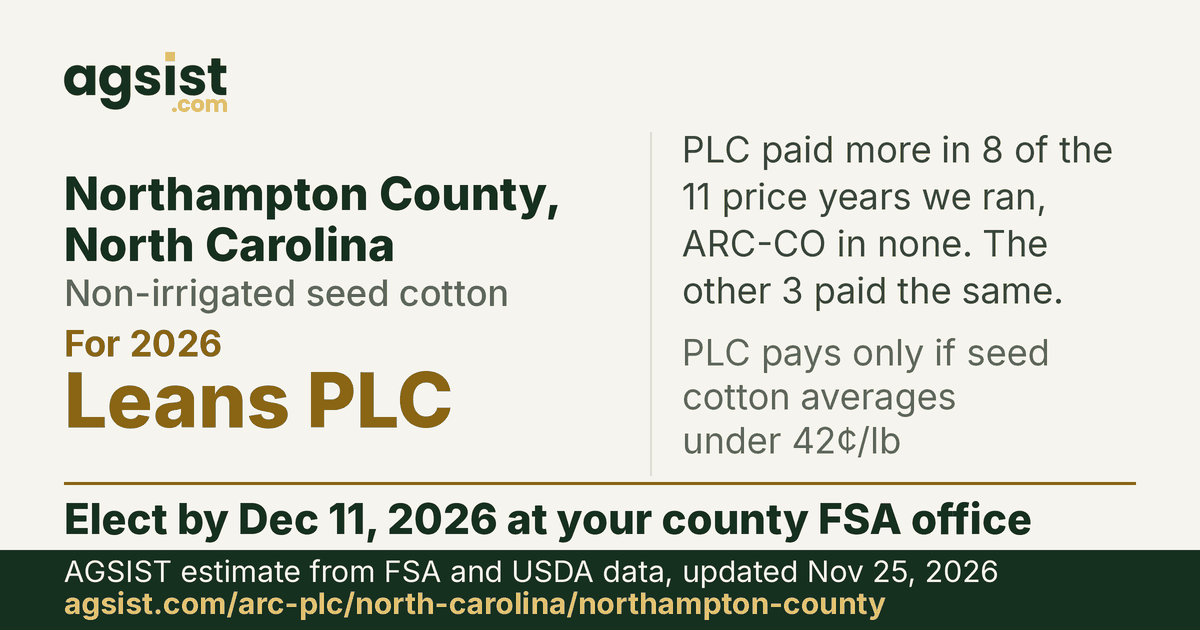 agsist
.com
Northampton County,
North Carolina
Non-irrigated seed cotton
For 2026
Leans PLC
PLC paid more in 8 of the
11 price years we ran,
ARC-CO in none. The
other 3 paid the same.
PLC pays only if seed
cotton averages
under 42¢/lb
Elect by Dec 11, 2026 at your county FSA office
AGSIST estimate from FSA and USDA data, updated Nov 25, 2026
agsist.com/arc-plc/north-carolina/northampton-county